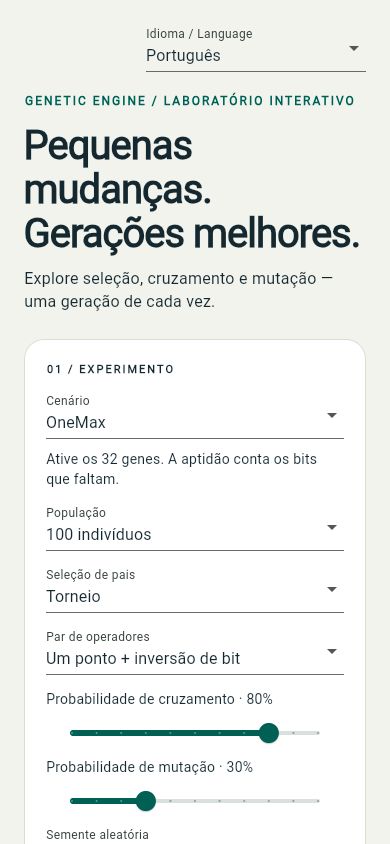 Idioma / Language
Português
GENETIC ENGINE / LABORATÓRIO INTERATIVO
Pequenas
mudanças.
Gerações melhores.
Explore seleção, cruzamento e mutação —
uma geração de cada vez.
01 / EXPERIMENTO
Cenário
OneMax
Ative os 32 genes. A aptidão conta os bits
que faltam.
População
100 indivíduos
Seleção de pais
Torneio
Par de operadores
Um ponto + inversão de bit
Probabilidade de cruzamento · 80%
Probabilidade de mutação · 30%
Semente aleatória